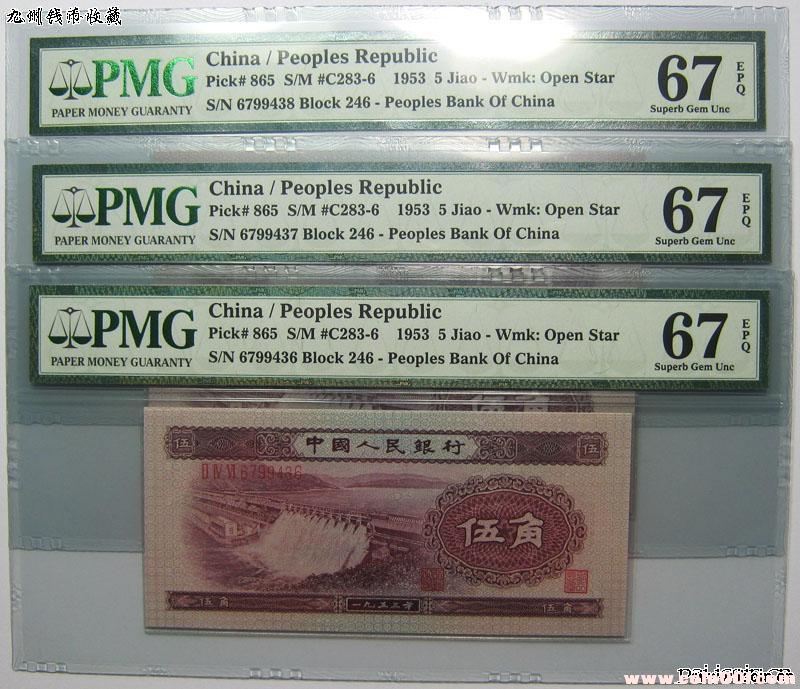 九州钱币收藏
China / Peoples Republic
PMG
Pick# 865 S/M #C283-6 1953 5 Jiao - Wmk: Open Star
67
EPQ
PAPER MONEY GUARANTY
S/N 6799438 Block 246 - Peoples Bank Of China
Superb Gem Unc
China / Peoples Republic
PMG
Pick# 865 S/M #C283-6 1953 5 Jiao - Wmk: Open Star
67
EPQ
PAPER MONEY GUARANTY
S/N 6799437 Block 246 - Peoples Bank Of China
Superb Gem Unc
China / Peoples Republic
PMG
Pick# 865 S/M #C283-6 1953 5 Jiao - Wmk: Open Star
67
EPQ
PAPER MONEY GUARANTY
S/N 6799436 Block 246 - Peoples Bank Of China
Superb Gem Unc
伍角
伍
中國人民銀行
伍
II IV VI 6799436
伍角
伍角
一九五三年
伍角